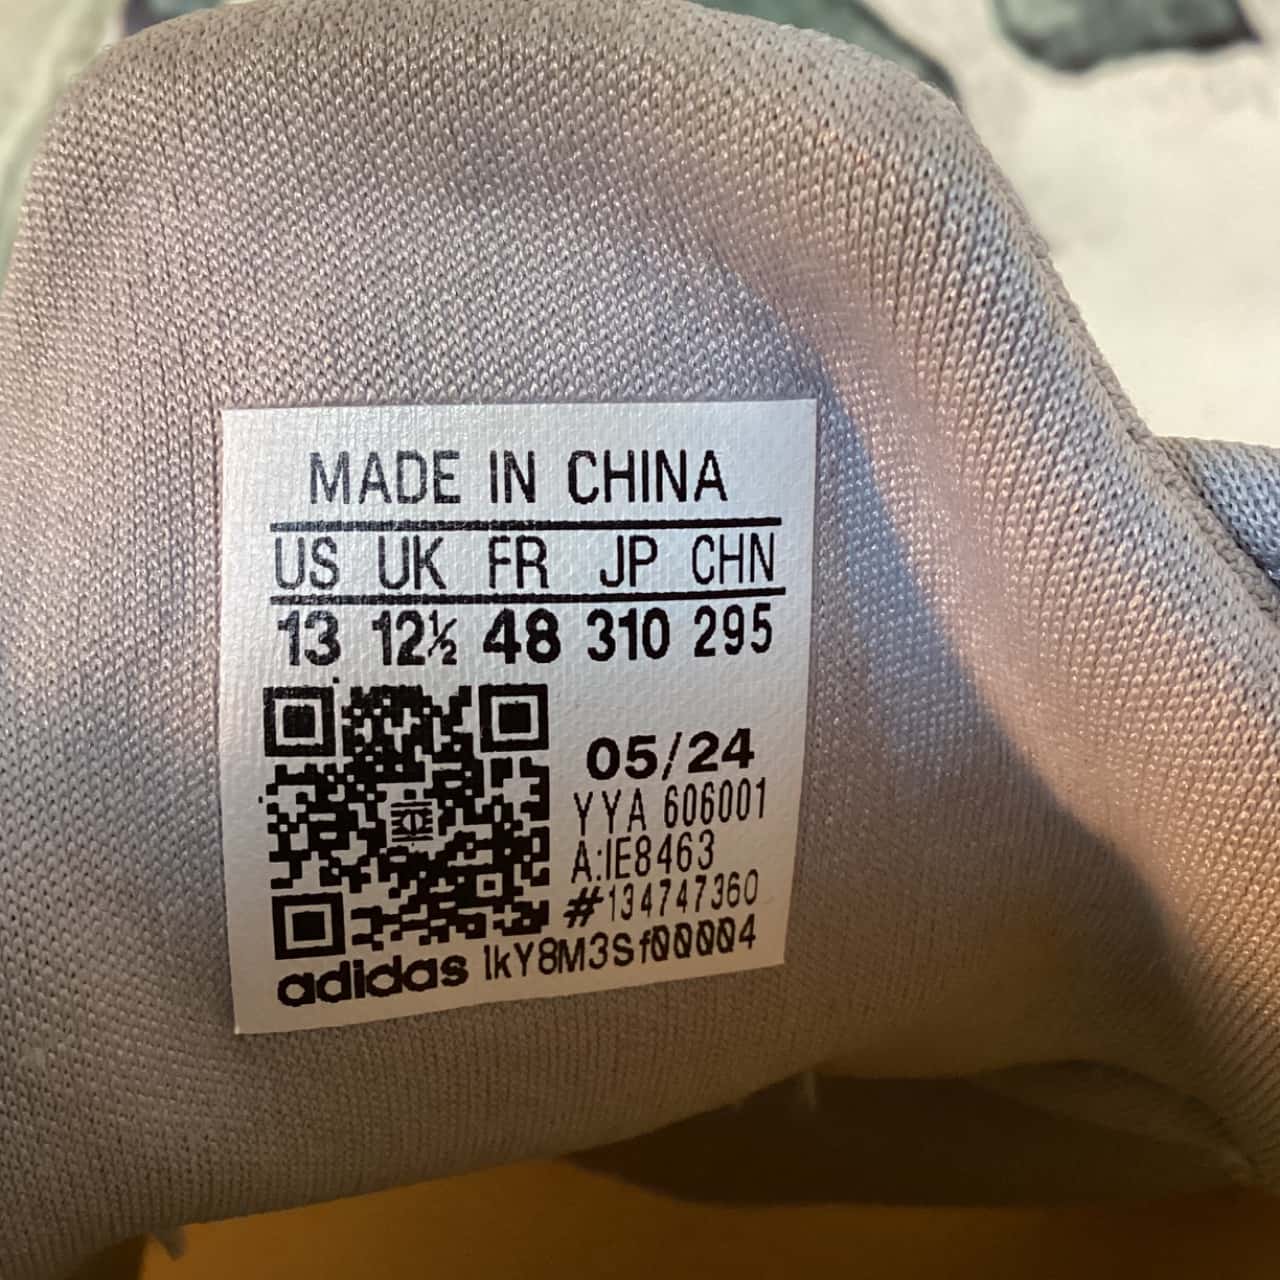 MADE IN CHINA
US UK FR JP CHN
13 12½ 48 310 295
05/24
YYA 606001
A:IE8463
#134747360
adidas lkY8M3Sf00004